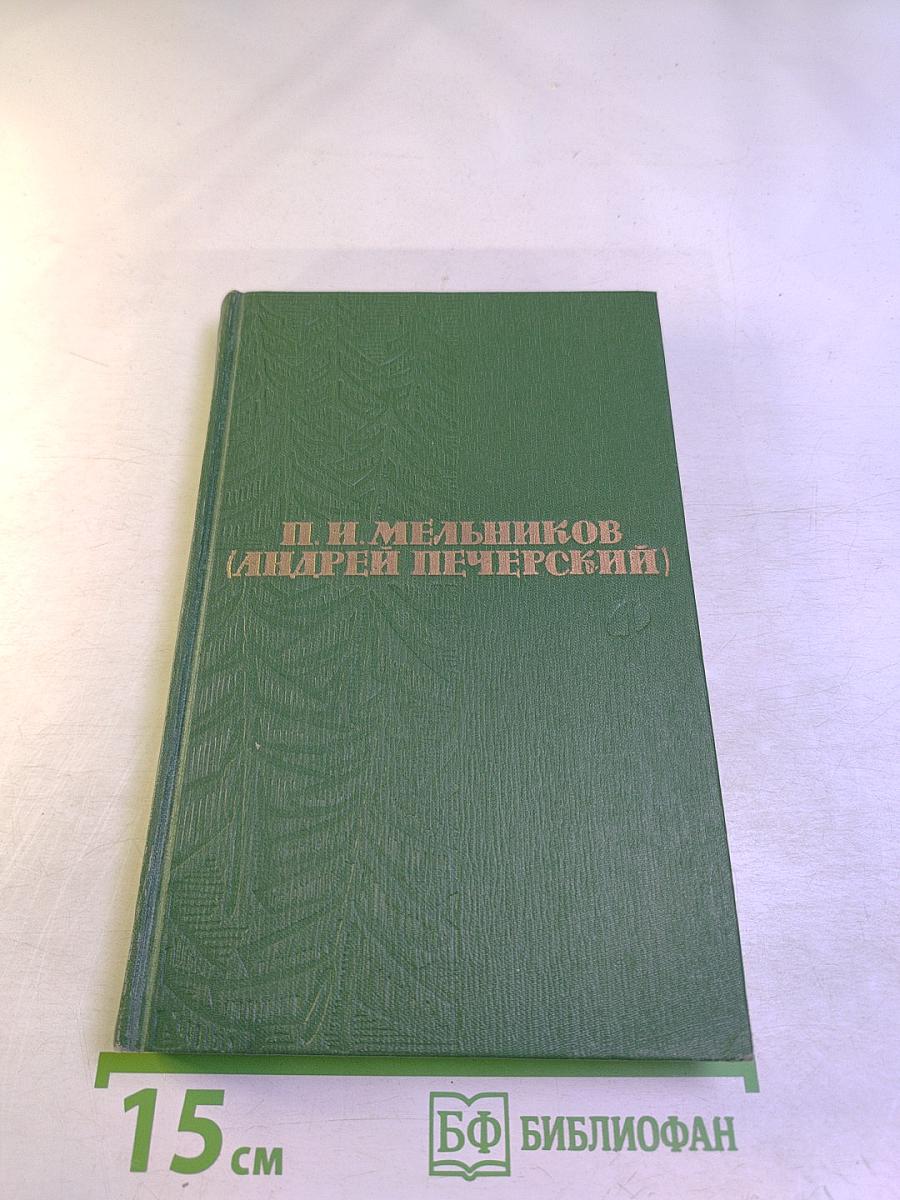 П. И. МЕЛЬНИКОВ
(АНДРЕЙ ПЕЧЕРСКИЙ)
15 см
БФ БИБЛИОФАН